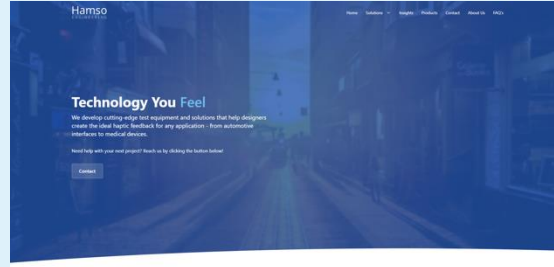 Hamso
ENGINEERING
Home Solutions Insights Products Contact About Us FAQ's
Technology You Feel
We develop cutting-edge test equipment and solutions that help designers
create the ideal haptic feedback for any application - from automotive
interfaces to medical devices.
Need help with your next project? Reach us by clicking the button below!
Contact